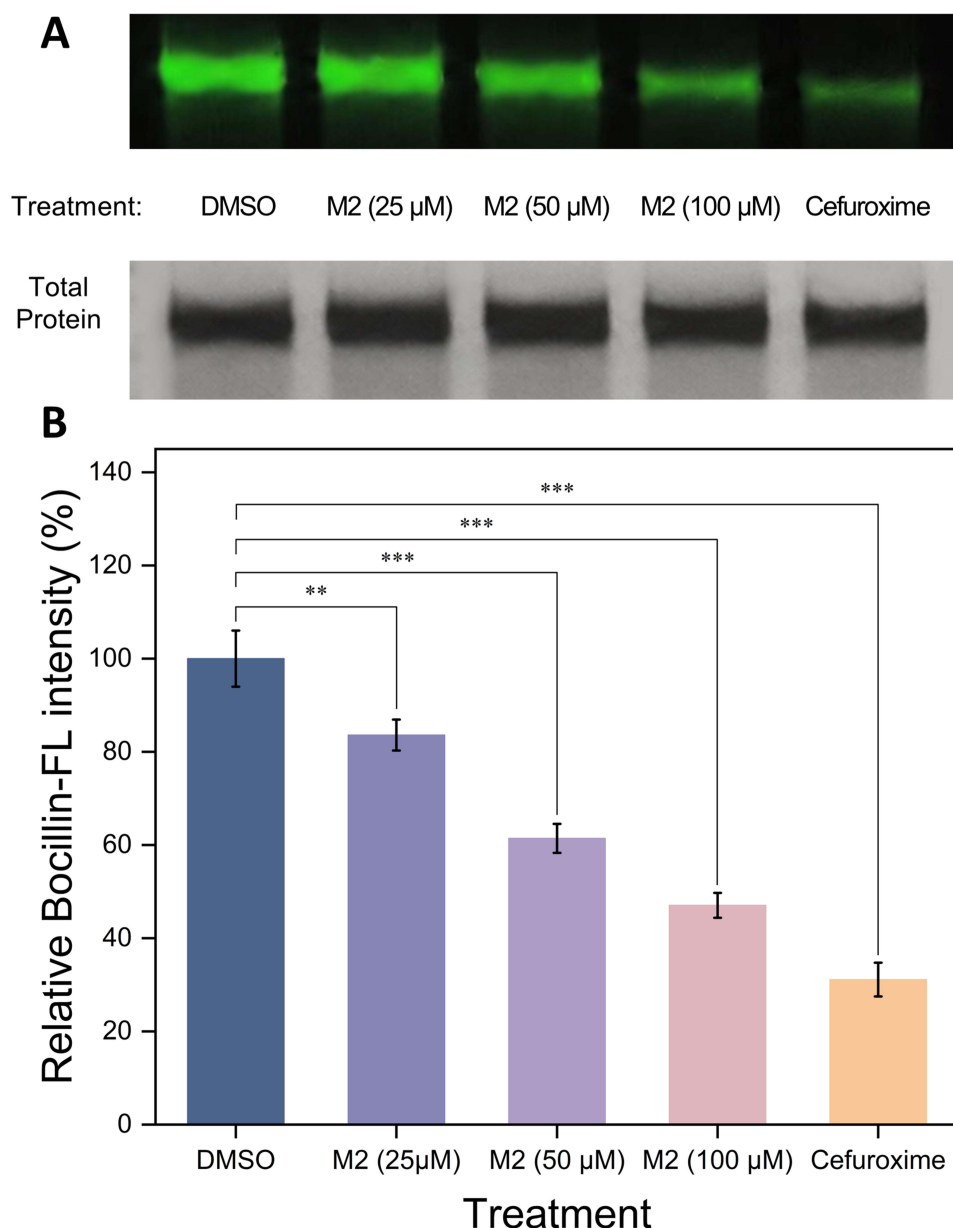 A
Treatment: DMSO M2 (25 µM) M2 (50 µM) M2 (100 µM) Cefuroxime
Total
Protein
B
Relative Bocillin-FL intensity (%)
140
120
100
80
60
40
20
0
***
***
***
**
DMSO M2 (25µM) M2 (50 µM) M2 (100 µM) Cefuroxime
Treatment